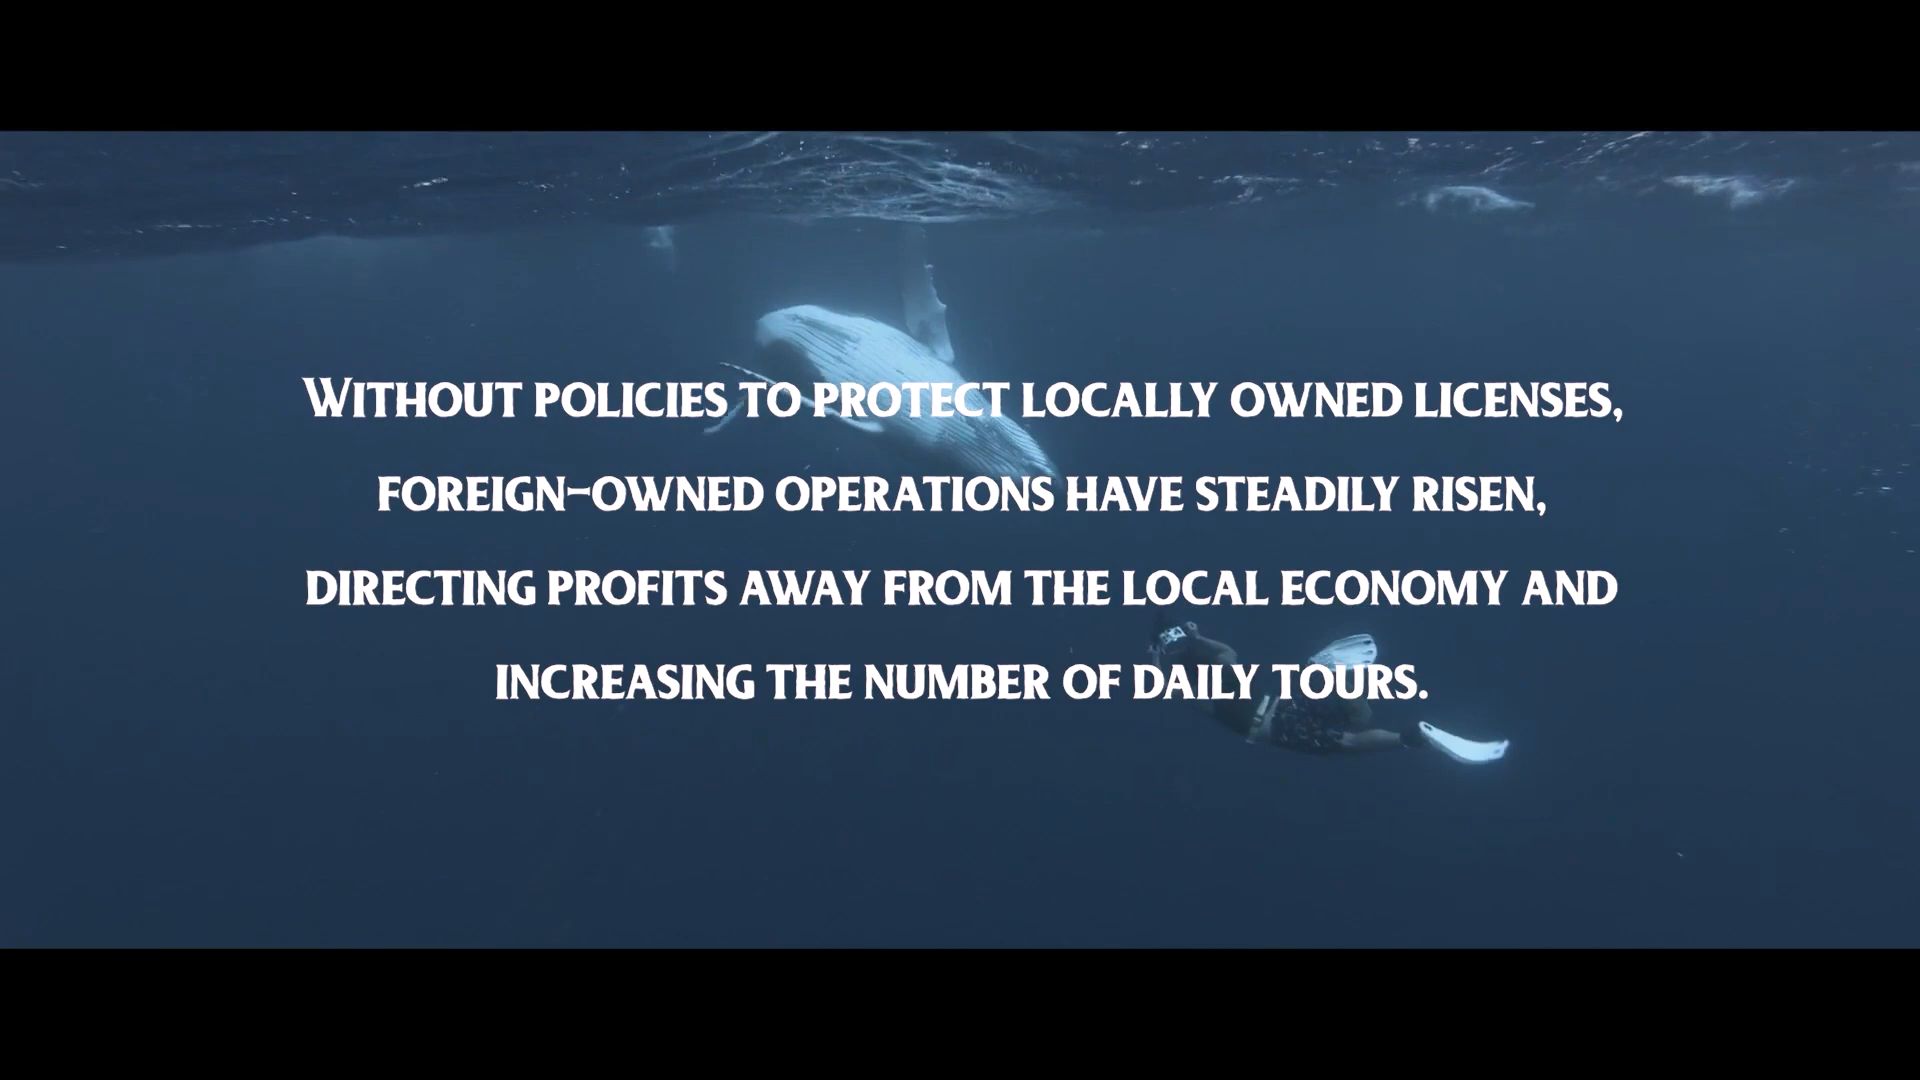 Without policies to protect locally owned licenses,
foreign-owned operations have steadily risen,
directing profits away from the local economy and
increasing the number of daily tours.